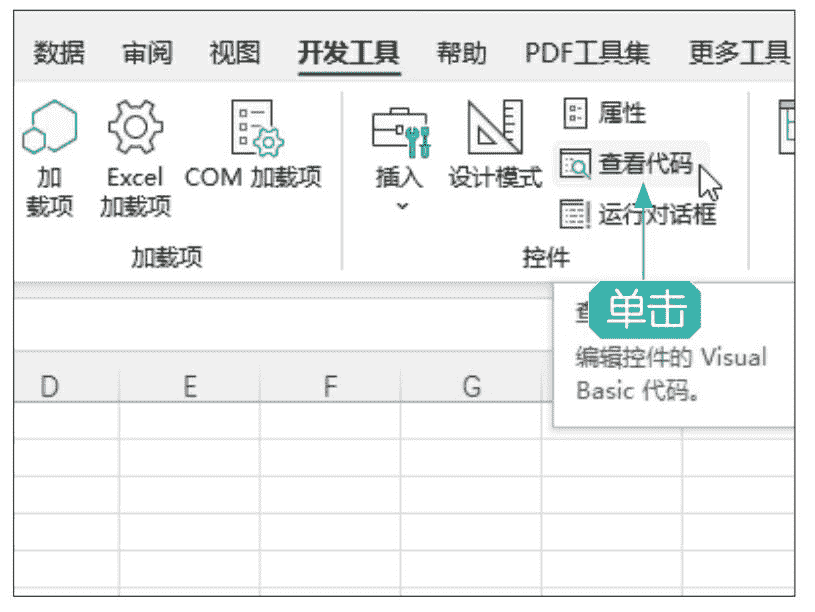 数据 审阅 视图 开发工具 帮助 PDF工具集 更多工具
加
载项
Excel
加载项
COM 加载项
加载项
插入
设计模式
属性
查看代码
运行对话框
控件
单击
编辑控件的 Visual
Basic 代码。
D E F G